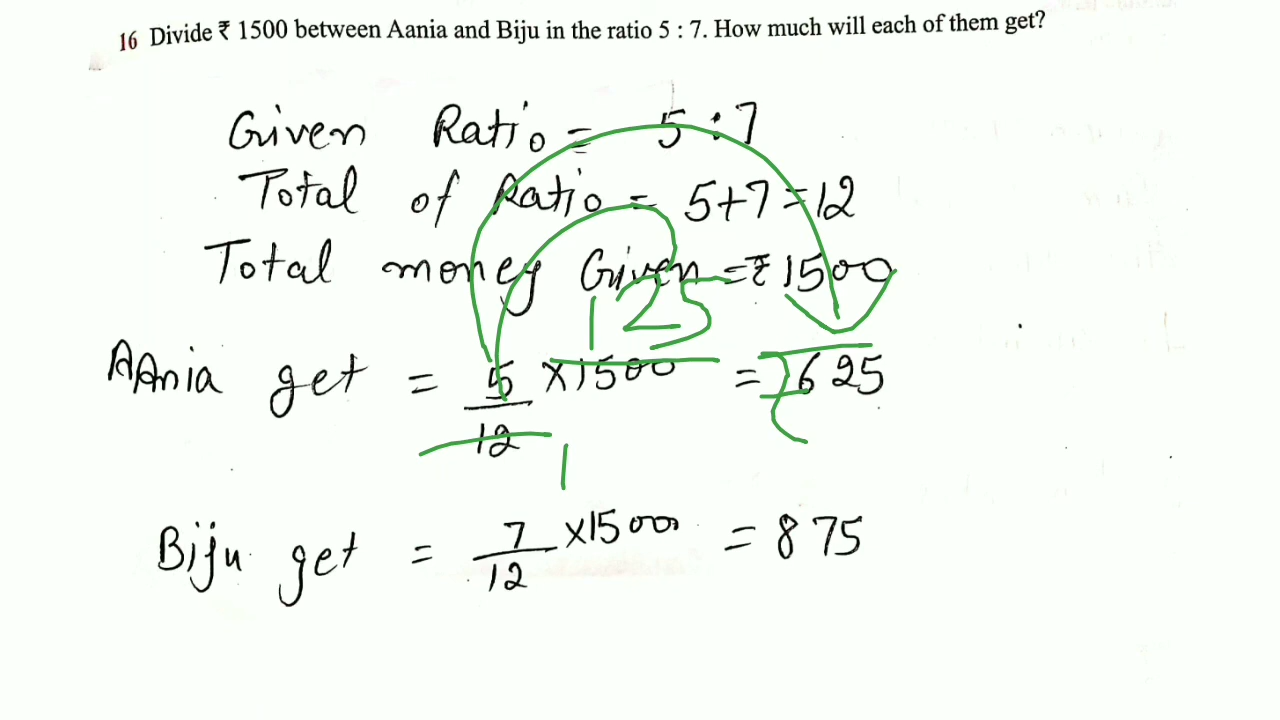 16 Divide ₹ 1500 between Aania and Biju in the ratio 5 : 7. How much will each of them get?
Given Ratio = 5 : 7
Total of Ratio = 5+7=12
Total money Given = ₹ 1500
125
AAnia get = 5/12 ×1500 = ₹625
1
Biju get = 7/12 ×1500 = 875